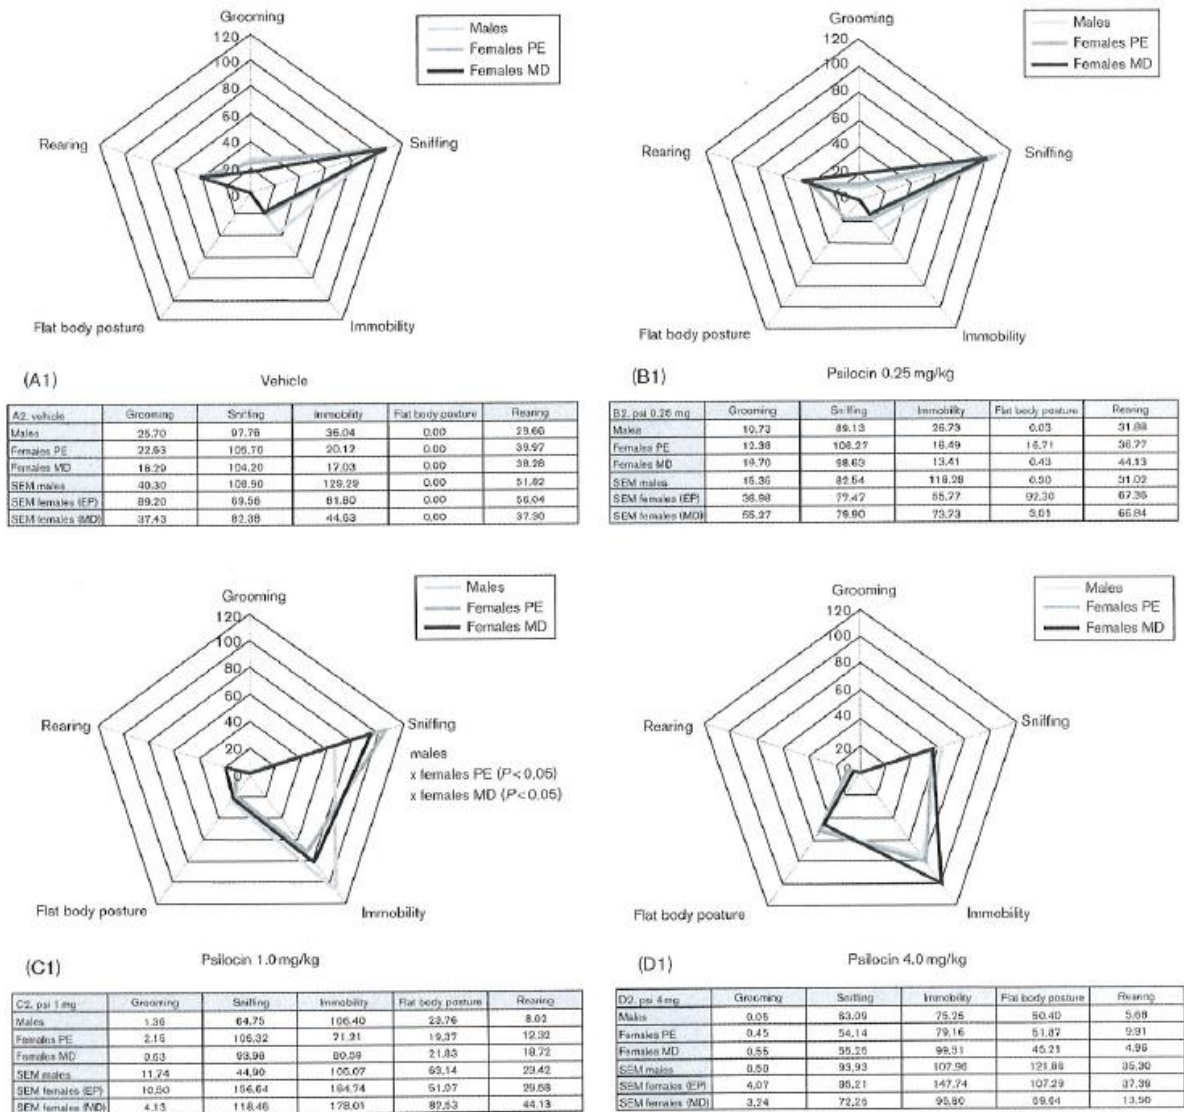 Grooming
Males
Females PE
Females MD
120
100
80
60
40
20
0
Rearing
Sniffing
Flat body posture
Immobility
(A1)
Vehicle
A2. vehicle Grooming Sniffing Immobility Flat body posture Rearing
Males 25.70 97.76 36.04 0.00 29.66
Females PE 22.63 105.70 20.12 0.00 39.97
Females MD 18.29 104.20 17.03 0.00 38.28
SEM males 40.30 108.90 129.29 0.00 51.82
SEM females (EP) 89.20 69.56 81.80 0.00 56.04
SEM females (MD) 37.43 82.38 44.63 0.00 37.30
Grooming
Males
Females PE
Females MD
120
100
80
60
40
20
0
Rearing
Sniffing
Flat body posture
Immobility
(B1)
Psilocin 0.25 mg/kg
B2. psi 0.25 mg Grooming Sniffing Immobility Flat body posture Rearing
Males 10.73 89.13 26.73 0.03 31.88
Females PE 12.38 106.27 16.49 16.71 36.77
Females MD 19.70 98.63 13.41 0.43 44.13
SEM males 15.36 82.54 118.28 0.30 31.02
SEM females (EP) 36.98 77.47 55.77 92.30 67.36
SEM females (MD) 55.27 79.90 73.73 3.01 66.84
Grooming
Males
Females PE
Females MD
120
100
80
60
40
20
0
Rearing
Sniffing
males
x females PE (P<0.05)
x females MD (P<0.05)
Flat body posture
Immobility
(C1)
Psilocin 1.0 mg/kg
C2. psi 1 mg Grooming Sniffing Immobility Flat body posture Rearing
Males 1.36 64.75 106.40 23.76 8.02
Females PE 2.15 106.32 71.21 19.37 12.32
Females MD 0.63 93.98 80.59 21.83 18.72
SEM males 11.74 44.90 106.07 63.14 23.42
SEM females (EP) 10.50 156.64 184.74 51.07 29.58
SEM females (MD) 4.13 118.46 178.01 82.53 44.13
Grooming
Males
Females PE
Females MD
120
100
80
60
40
20
0
Rearing
Sniffing
Flat body posture
Immobility
(D1)
Psilocin 4.0 mg/kg
D2. psi 4 mg Grooming Sniffing Immobility Flat body posture Rearing
Males 0.05 63.09 75.25 50.40 5.68
Females PE 0.45 54.14 79.16 51.87 9.91
Females MD 0.55 55.25 99.51 45.21 4.96
SEM males 0.50 93.93 107.96 121.86 35.30
SEM females (EP) 4.07 95.21 147.74 107.29 37.39
SEM females (MD) 3.24 72.25 95.80 89.64 13.50